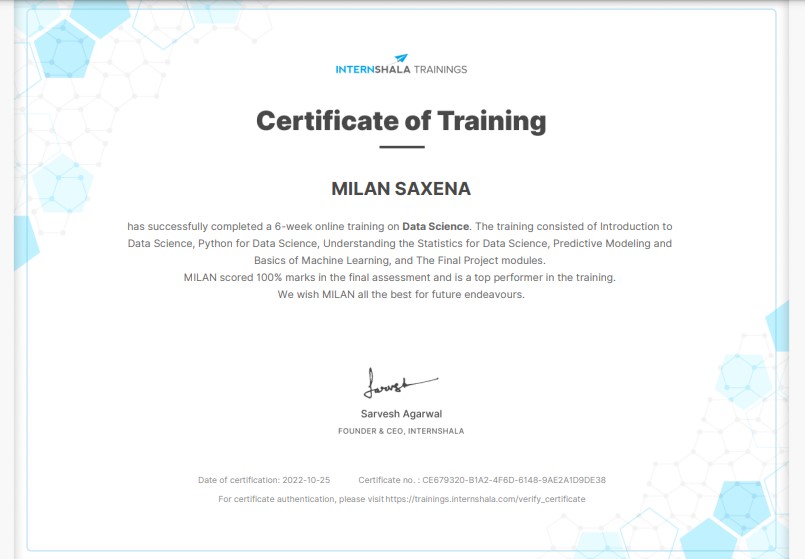 INTERNSHALA TRAININGS
Certificate of Training
MILAN SAXENA
has successfully completed a 6-week online training on Data Science. The training consisted of Introduction to
Data Science, Python for Data Science, Understanding the Statistics for Data Science, Predictive Modeling and
Basics of Machine Learning, and The Final Project modules.
MILAN scored 100% marks in the final assessment and is a top performer in the training.
We wish MILAN all the best for future endeavours.
Sarvesh
Sarvesh Agarwal
FOUNDER & CEO, INTERNSHALA
Date of certification: 2022-10-25 Certificate no. : CE679320-B1A2-4F6D-6148-9AE2A1D9DE38
For certificate authentication, please visit https://trainings.internshala.com/verify_certificate